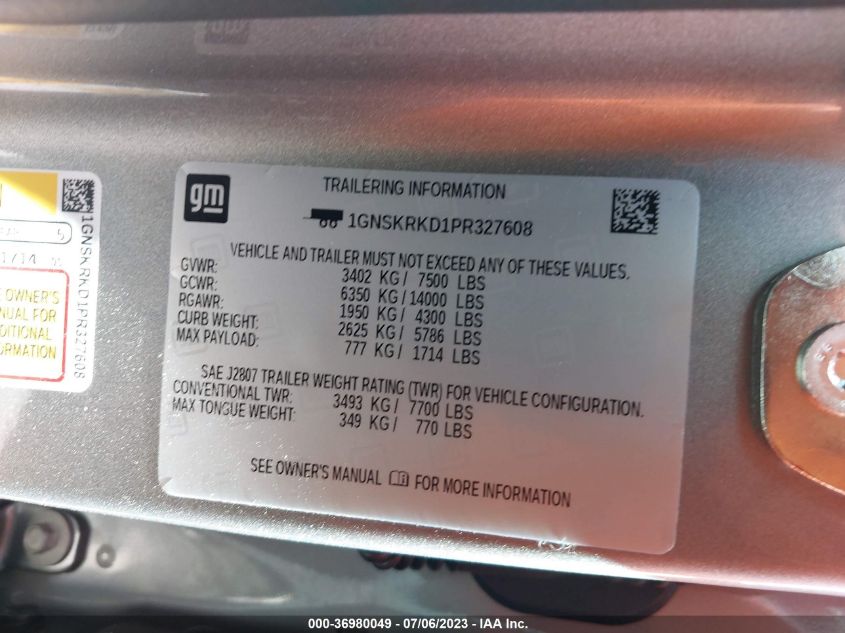 gm
TRAILERING INFORMATION
1GNSKRKD1PR327608
VEHICLE AND TRAILER MUST NOT EXCEED ANY OF THESE VALUES.
GVWR: 3402 KG / 7500 LBS
GCWR: 6350 KG / 14000 LBS
RGAWR: 1950 KG / 4300 LBS
CURB WEIGHT: 2625 KG / 5786 LBS
MAX PAYLOAD: 777 KG / 1714 LBS
SAE J2807 TRAILER WEIGHT RATING (TWR) FOR VEHICLE CONFIGURATION.
CONVENTIONAL TWR: 3493 KG / 7700 LBS
MAX TONGUE WEIGHT: 349 KG / 770 LBS
SEE OWNER'S MANUAL FOR MORE INFORMATION
1GNSKRKD1PR327608
5
OWNER'S
FOR
000-36980049 - 07/06/2023 - IAA Inc.